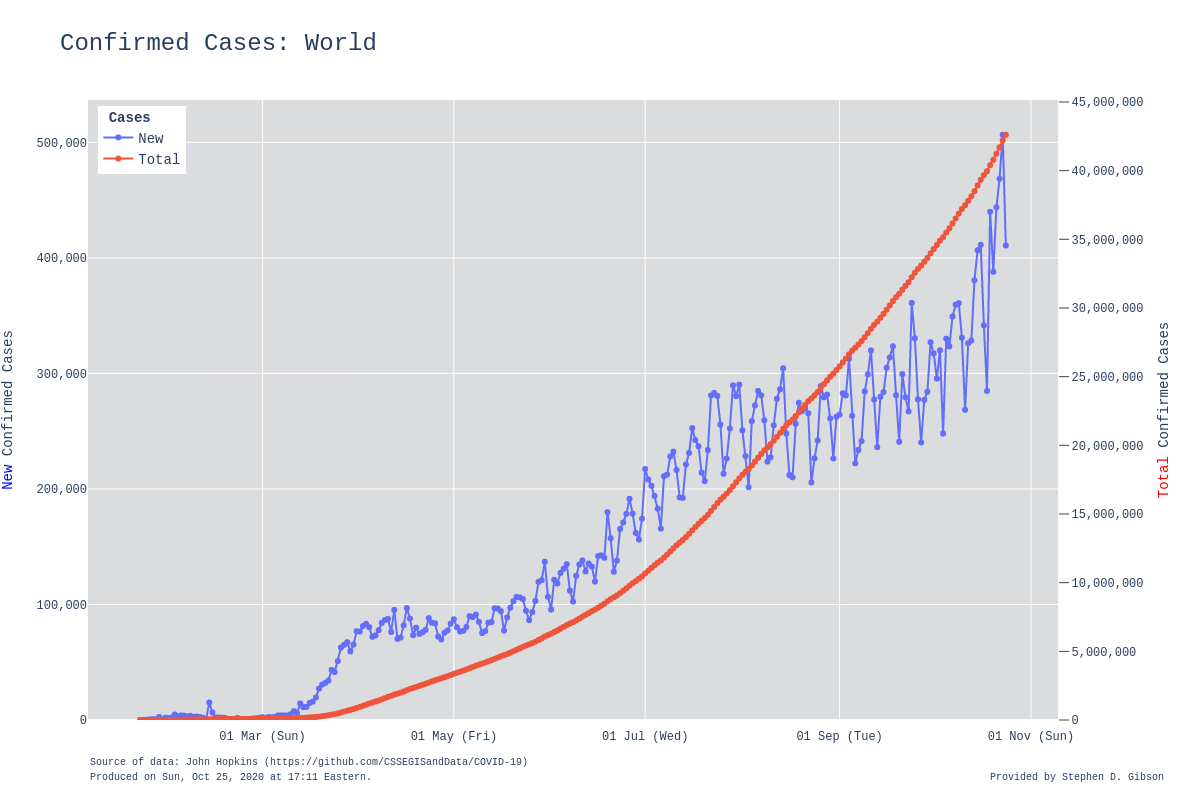 Confirmed Cases: World
Cases
New
Total
500,000
400,000
300,000
200,000
100,000
0
45,000,000
40,000,000
35,000,000
30,000,000
25,000,000
20,000,000
15,000,000
10,000,000
5,000,000
0
New Confirmed Cases
Total Confirmed Cases
01 Mar (Sun)
01 May (Fri)
01 Jul (Wed)
01 Sep (Tue)
01 Nov (Sun)
Source of data: John Hopkins (https://github.com/CSSEGISandData/COVID-19)
Produced on Sun, Oct 25, 2020 at 17:11 Eastern.
Provided by Stephen D. Gibson